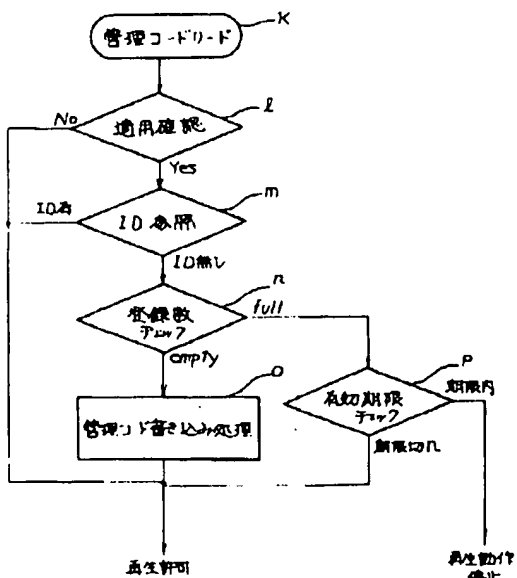 K
管理コードリード
l
No
適用確認
Yes
m
ID有
ID参照
ID無し
n
登録数
チェック
full
empty
o
管理コード書き込み処理
P
有効期限
チェック
期限内
期限切れ
再生許可
再生動作
停止